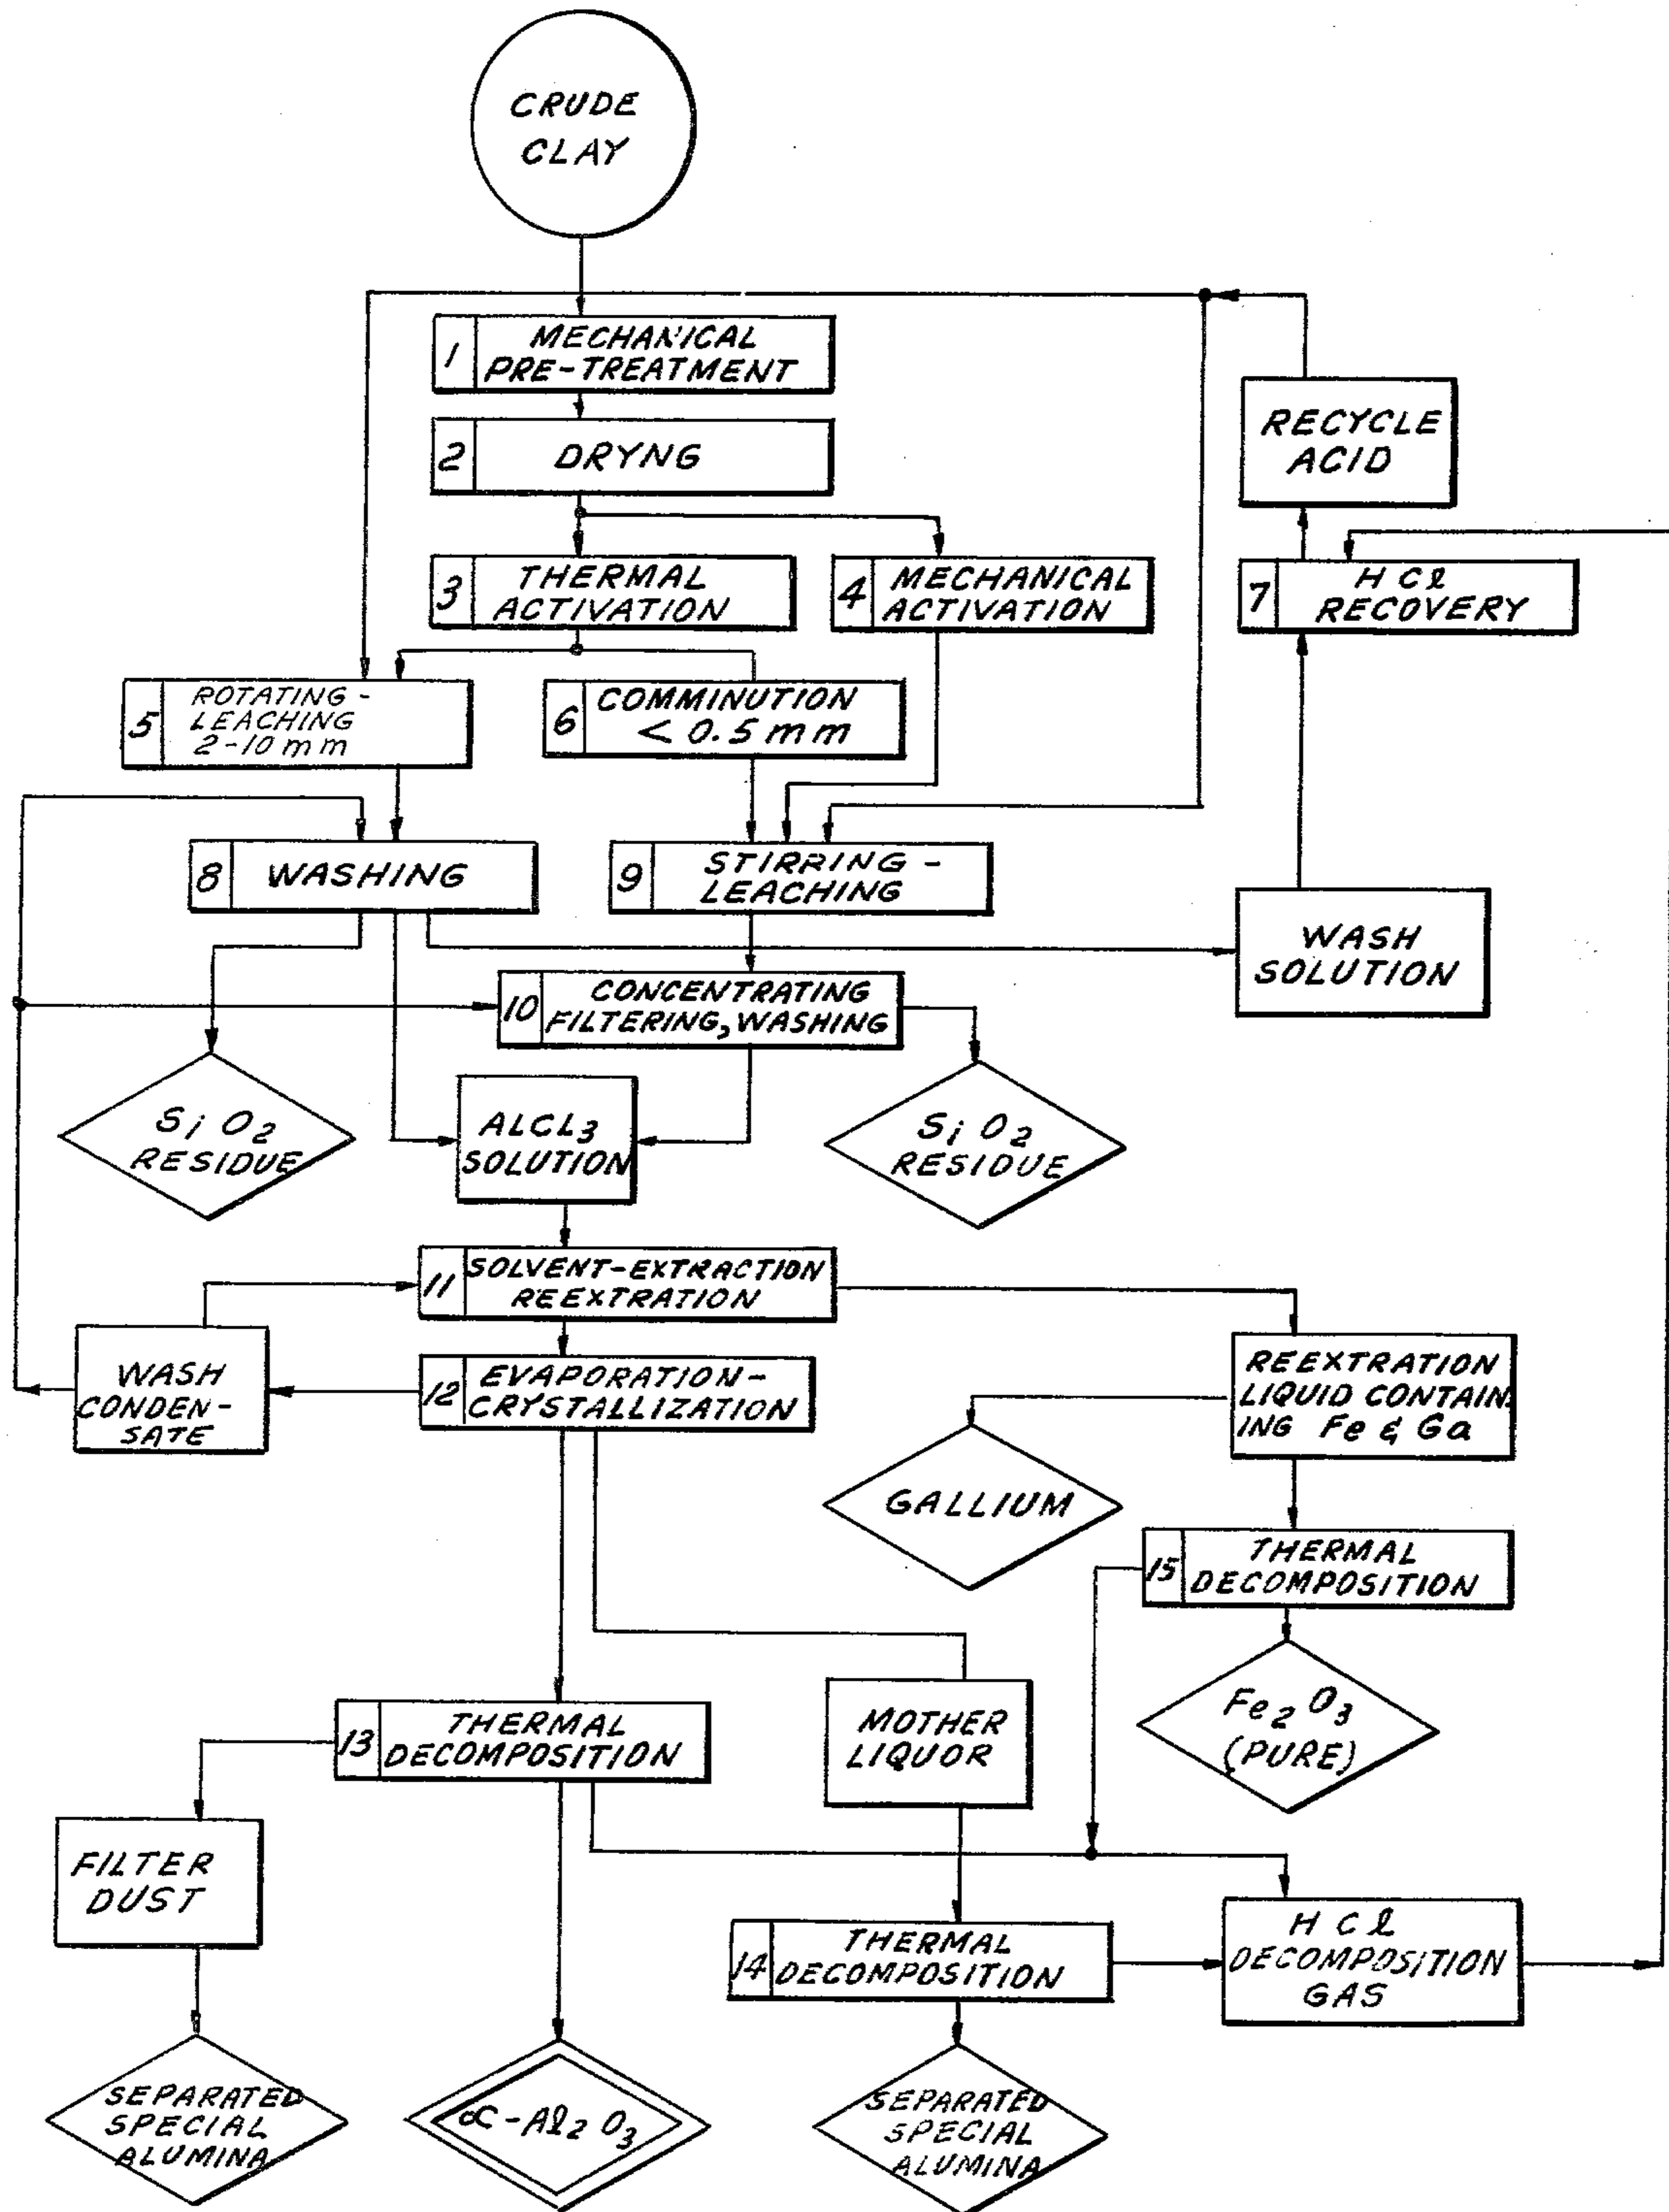 CRUDE
CLAY
1 MECHANICAL
PRE-TREATMENT
2 DRYNG
RECYCLE
ACID
3 THERMAL
ACTIVATION
4 MECHANICAL
ACTIVATION
7 HCl
RECOVERY
5 ROTATING-
LEACHING
2-10 mm
6 COMMINUTION
< 0.5 mm
8 WASHING
9 STIRRING-
LEACHING
WASH
SOLUTION
10 CONCENTRATING
FILTERING, WASHING
SiO2
RESIDUE
ALCL3
SOLUTION
SiO2
RESIDUE
11 SOLVENT-EXTRACTION
REEXTRATION
WASH
CONDEN-
SATE
12 EVAPORATION-
CRYSTALLIZATION
REEXTRATION
LIQUID CONTAIN-
ING Fe & Ga
GALLIUM
15 THERMAL
DECOMPOSITION
Fe2O3
(PURE)
13 THERMAL
DECOMPOSITION
MOTHER
LIQUOR
FILTER
DUST
14 THERMAL
DECOMPOSITION
HCl
DECOMPOSITION
GAS
SEPARATED
SPECIAL
ALUMINA
∝-Al2O3
SEPARATED
SPECIAL
ALUMINA